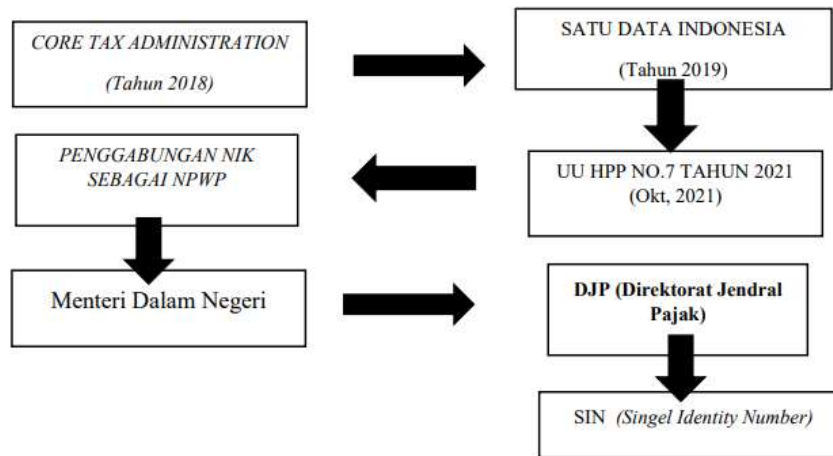 CORE TAX ADMINISTRATION
(Tahun 2018)
SATU DATA INDONESIA
(Tahun 2019)
PENGGABUNGAN NIK
SEBAGAI NPWP
UU HPP NO.7 TAHUN 2021
(Okt, 2021)
Menteri Dalam Negeri
DJP (Direktorat Jendral
Pajak)
SIN (Singel Identity Number)